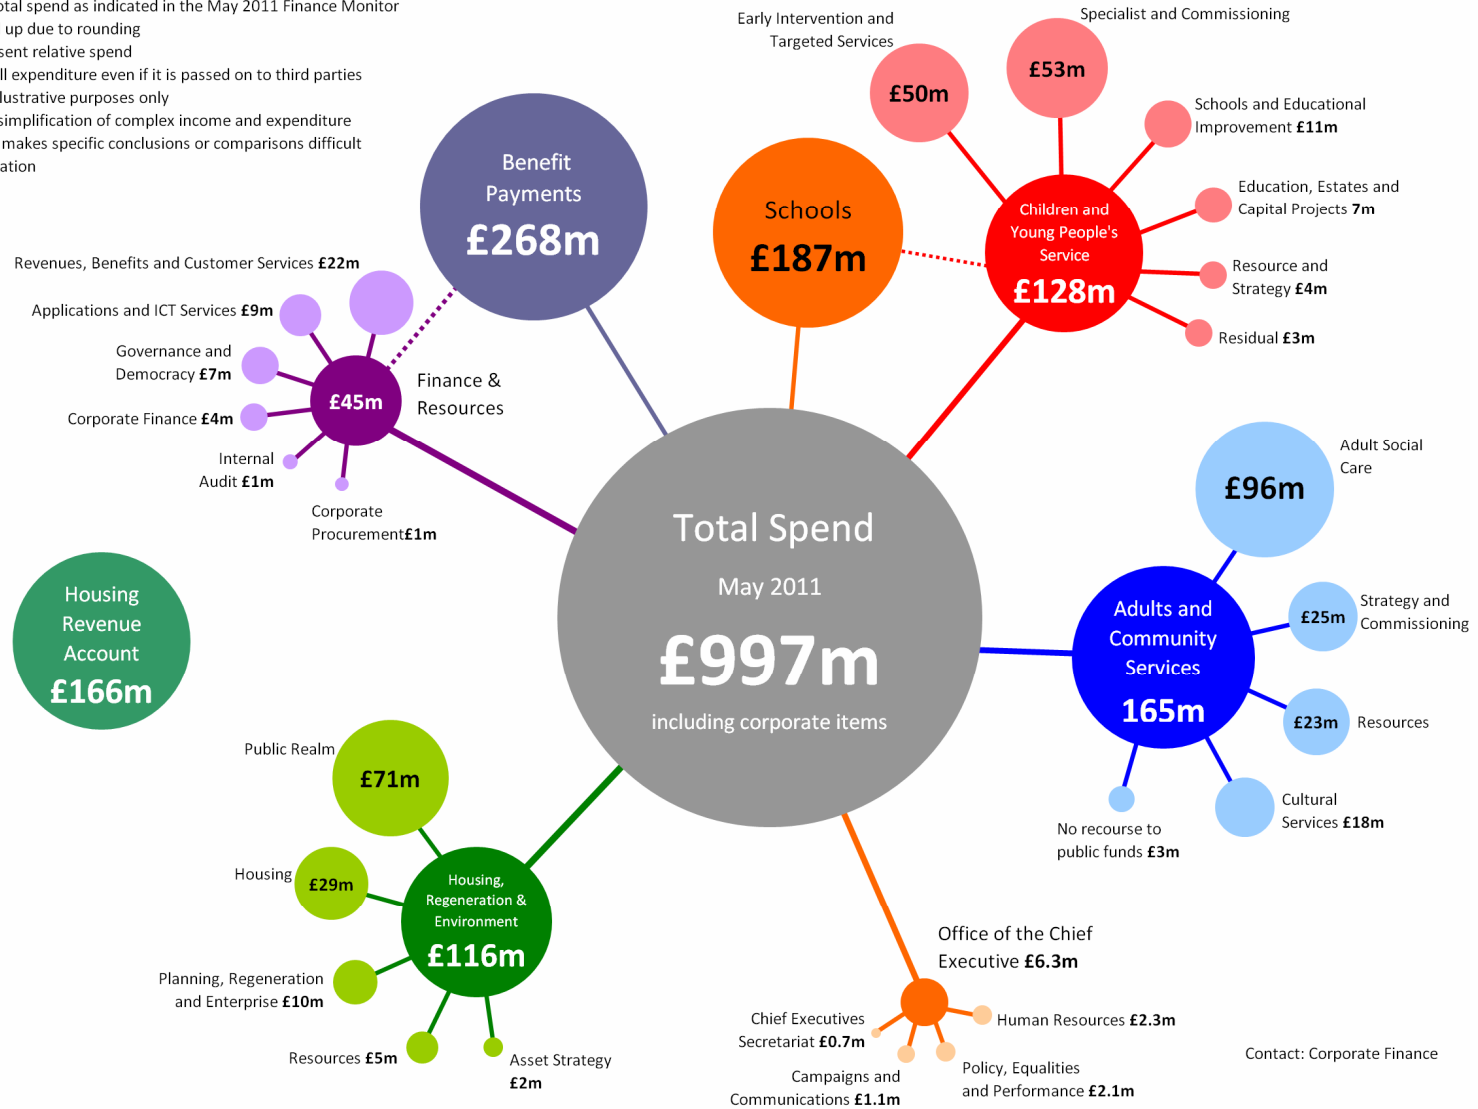 otal spend as indicated in the May 2011 Finance Monitor
up due to rounding
sent relative spend
ll expenditure even if it is passed on to third parties
lustrative purposes only
simplification of complex income and expenditure
makes specific conclusions or comparisons difficult
ation
Early Intervention and
Targeted Services
£50m
Specialist and Commissioning
£53m
Schools and Educational
Improvement £11m
Education, Estates and
Capital Projects 7m
Resource and
Strategy £4m
Residual £3m
Children and
Young People's
Service
£128m
Schools
£187m
Benefit
Payments
£268m
Revenues, Benefits and Customer Services £22m
Applications and ICT Services £9m
Governance and
Democracy £7m
Corporate Finance £4m
Internal
Audit £1m
Corporate
Procurement£1m
£45m
Finance &
Resources
Total Spend
May 2011
£997m
including corporate items
Adult Social
Care
£96m
Adults and
Community
Services
165m
£25m
Strategy and
Commissioning
£23m
Resources
Cultural
Services £18m
No recourse to
public funds £3m
Housing
Revenue
Account
£166m
Public Realm
£71m
Housing
£29m
Housing,
Regeneration &
Environment
£116m
Planning, Regeneration
and Enterprise £10m
Resources £5m
Asset Strategy
£2m
Office of the Chief
Executive £6.3m
Chief Executives
Secretariat £0.7m
Human Resources £2.3m
Campaigns and
Communications £1.1m
Policy, Equalities
and Performance £2.1m
Contact: Corporate Finance